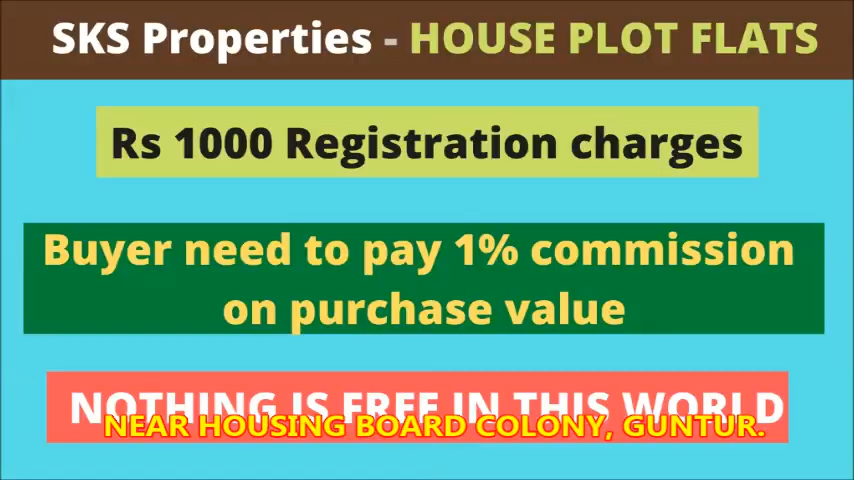 SKS Properties - HOUSE PLOT FLATS
Rs 1000 Registration charges
Buyer need to pay 1% commission
on purchase value
NOTHING IS FREE IN THIS WORLD
NEAR HOUSING BOARD COLONY, GUNTUR.